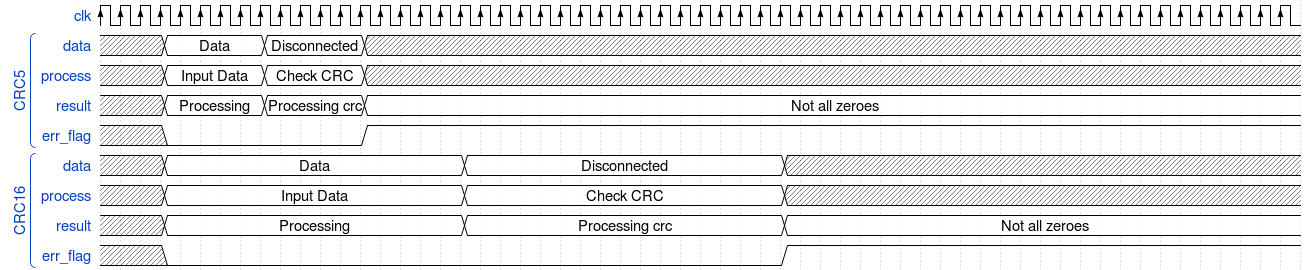 clk
CRC5
data Data Disconnected
process Input Data Check CRC
result Processing Processing crc Not all zeroes
err_flag
CRC16
data Data Disconnected
process Input Data Check CRC
result Processing Processing crc Not all zeroes
err_flag